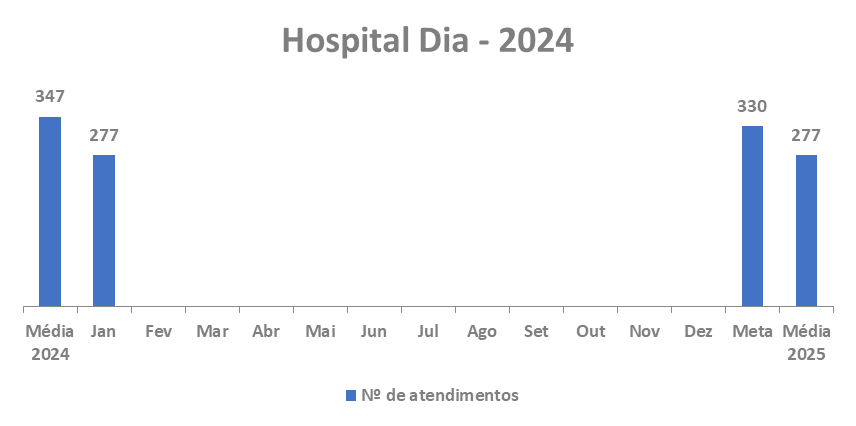 Hospital Dia - 2024
347
277
330
277
Média
2024
Jan
Fev
Mar
Abr
Mai
Jun
Jul
Ago
Set
Out
Nov
Dez
Meta
Média
2025
Nº de atendimentos